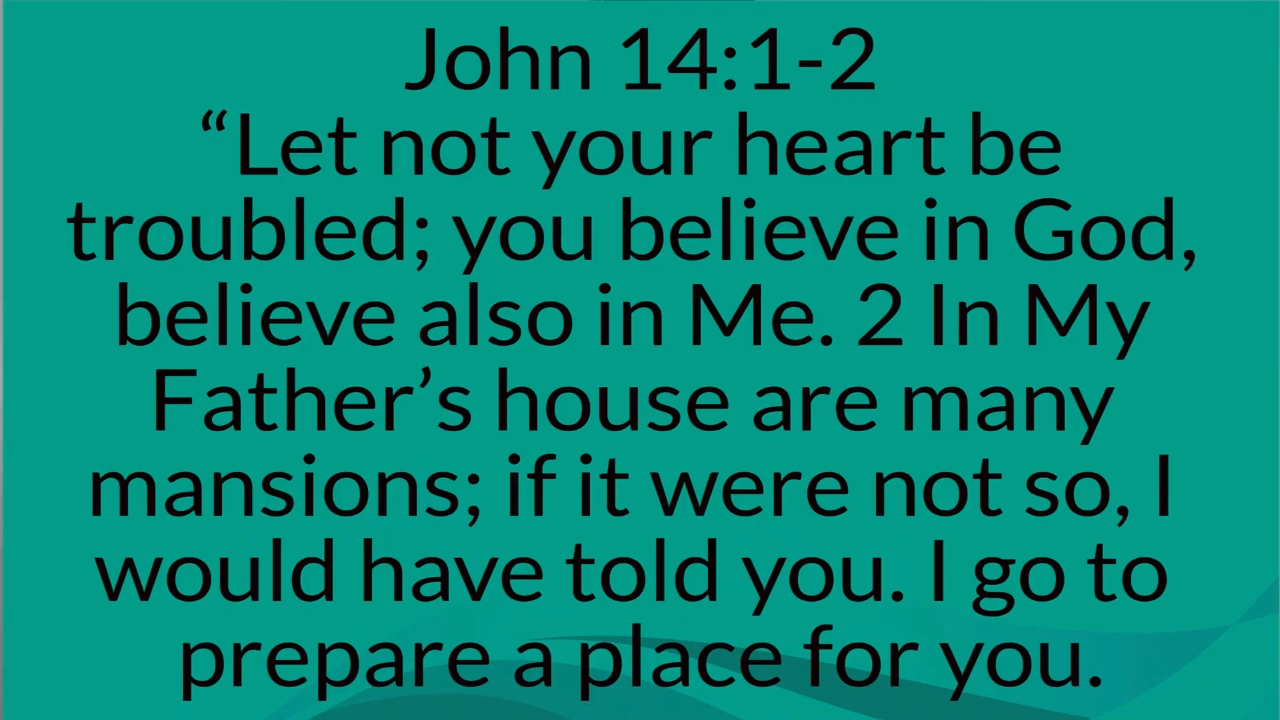 John 14:1-2
“Let not your heart be
troubled; you believe in God,
believe also in Me. 2 In My
Father’s house are many
mansions; if it were not so, I
would have told you. I go to
prepare a place for you.